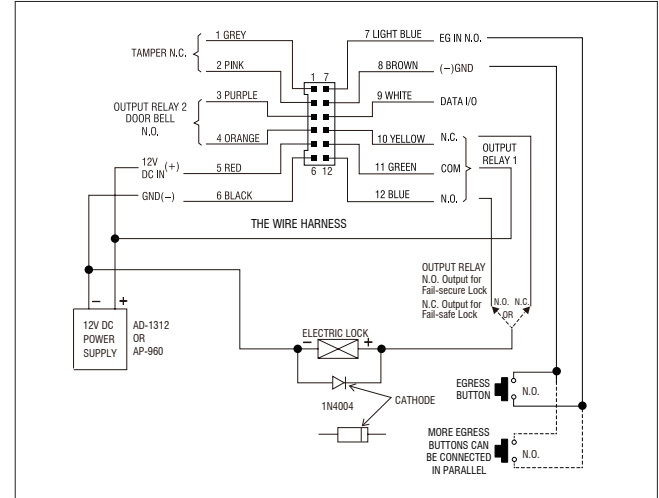 1 GREY
TAMPER N.C.
2 PINK
3 PURPLE
OUTPUT RELAY 2
DOOR BELL
N.O.
4 ORANGE
12V
DC IN
(+)
5 RED
GND(−)
6 BLACK
1 7
6 12
7 LIGHT BLUE
EG IN N.O.
8 BROWN
(−)GND
9 WHITE
DATA I/O
10 YELLOW
N.C.
11 GREEN
COM
OUTPUT
RELAY 1
12 BLUE
N.O.
THE WIRE HARNESS
OUTPUT RELAY
N.O. Output for
Fail-secure Lock
N.C. Output for
Fail-safe Lock
N.O. N.C.
OR
− +
12V DC
POWER
SUPPLY
AD-1312
OR
AP-960
ELECTRIC LOCK
− +
1N4004
CATHODE
EGRESS
BUTTON
N.O.
MORE EGRESS
BUTTONS CAN
BE CONNECTED
IN PARALLEL
N.O.